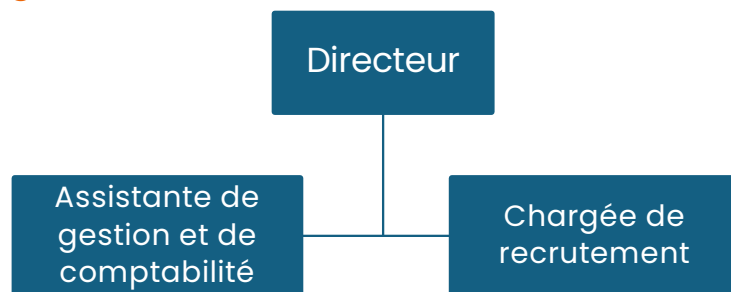 Directeur
Assistante de
gestion et de
comptabilité
Chargée de
recrutement